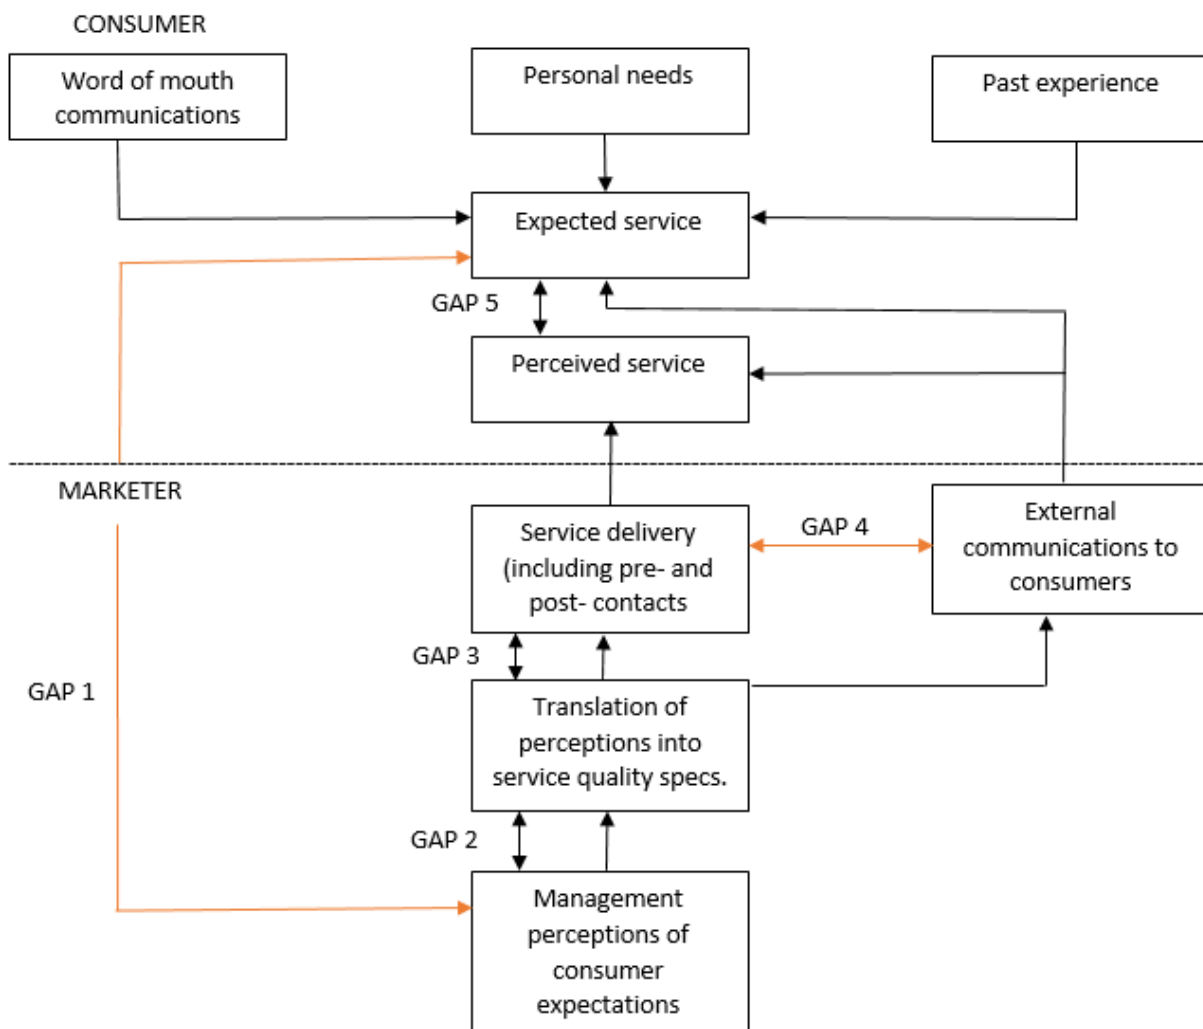 CONSUMER
Word of mouth
communications
Personal needs
Past experience
Expected service
GAP 5
Perceived service
MARKETER
Service delivery
(including pre- and
post- contacts
GAP 4
External
communications to
consumers
GAP 3
GAP 1
Translation of
perceptions into
service quality specs.
GAP 2
Management
perceptions of
consumer
expectations